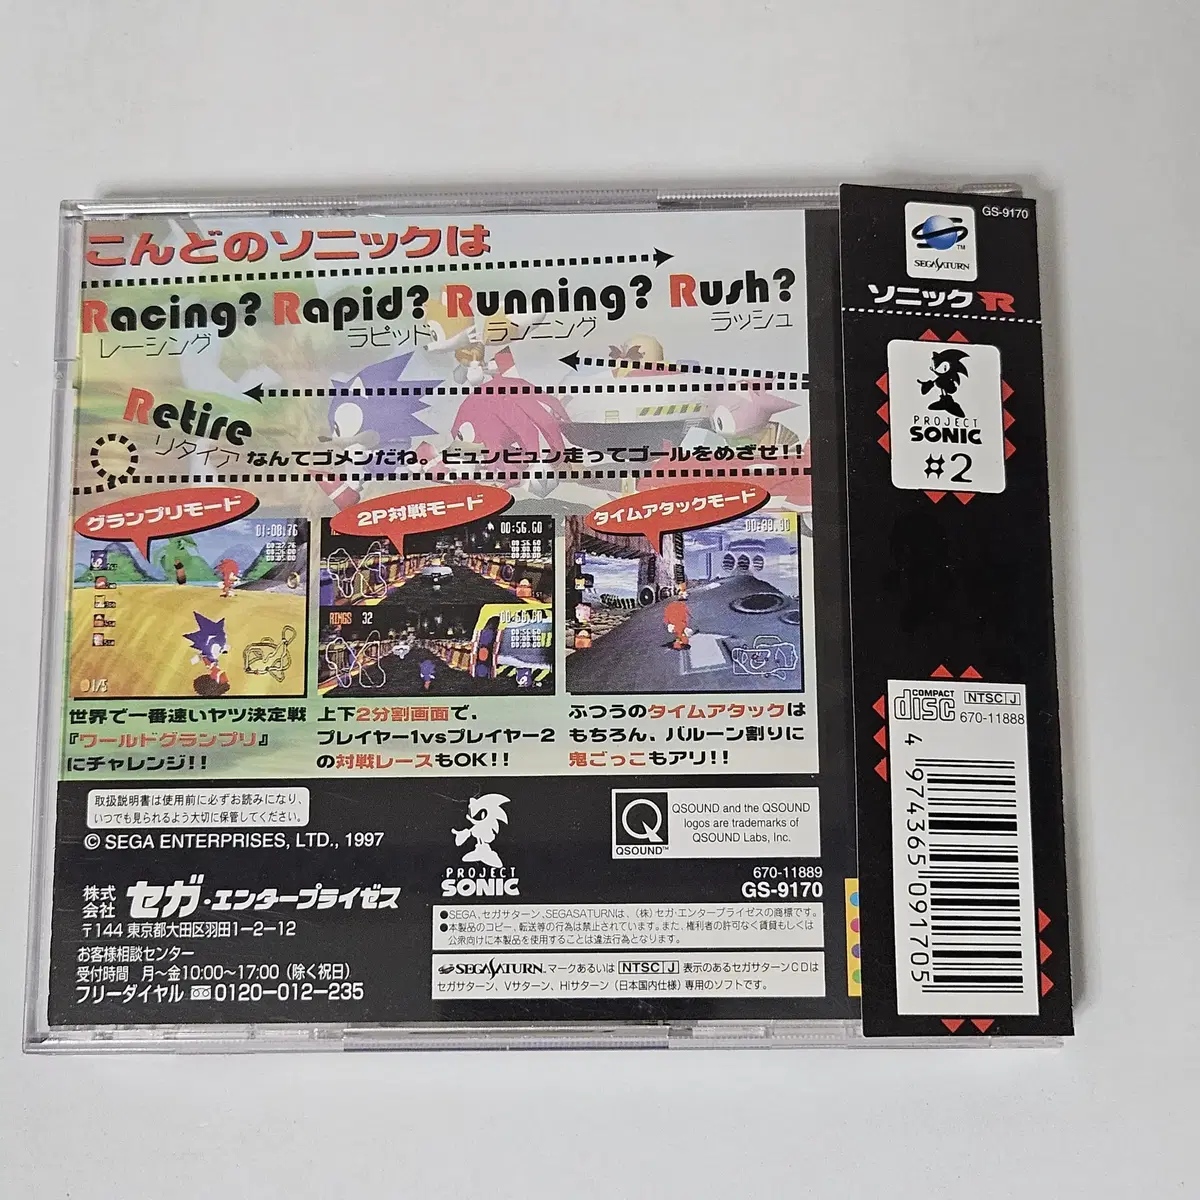 こんどのソニックは
Racing? Rapid? Running? Rush?
レーシング ラピッド ランニング ラッシュ
Retire
リタイア なんてゴメンだね。ビュンビュン走ってゴールをめざせ!!
グランプリモード
2P対戦モード
タイムアタックモード
01:08.76
00:56.60
RINGS 32
世界で一番速いヤツ決定戦
『ワールドグランプリ』
にチャレンジ!!
上下2分割画面で、
プレイヤー1vsプレイヤー2
の対戦レースもOK!!
ふつうのタイムアタックは
もちろん、バルーン割りに
鬼ごっこもアリ!!
取扱説明書は使用前に必ずお読みになり、
いつでも見られるよう大切に保管してください。
© SEGA ENTERPRISES, LTD., 1997
株式会社 セガ・エンタープライゼス
〒144 東京都大田区羽田1-2-12
お客様相談センター
受付時間 月〜金10:00〜17:00(除く祝日)
フリーダイヤル 0120-012-235
PROJECT
SONIC
Q
QSOUND™
QSOUND and the QSOUND
logos are trademarks of
QSOUND Labs, Inc.
670-11889
GS-9170
●SEGA、セガサターン、SEGASATURNは、(株)セガ・エンタープライゼスの商標です。
●本製品のコピー、転送等の行為は禁止されています。また、権利者の許可なく賃貸もしくは
公衆向けに本製品を使用することは違法行為となります。
SEGASATURN.マークあるいは NTSC J 表示のあるセガサターンCDは
セガサターン、Vサターン、Hiサターン(日本国内仕様)専用のソフトです。
GS-9170
TM
SEGASATURN
ソニックR
PROJECT
SONIC
#2
COMPACT
disc
NTSC J
670-11888
4 974365 091705